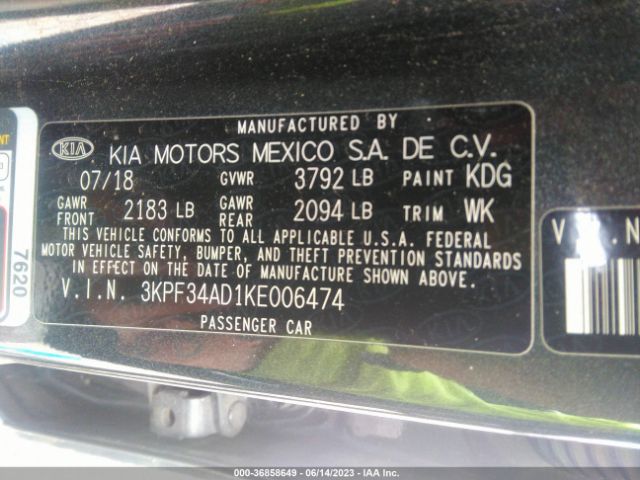 MANUFACTURED BY
KIA KIA MOTORS MEXICO S.A. DE C.V.
07/18 GVWR 3792 LB PAINT KDG
GAWR FRONT 2183 LB GAWR REAR 2094 LB TRIM WK
THIS VEHICLE CONFORMS TO ALL APPLICABLE U.S.A. FEDERAL
MOTOR VEHICLE SAFETY, BUMPER, AND THEFT PREVENTION STANDARDS
IN EFFECT ON THE DATE OF MANUFACTURE SHOWN ABOVE.
V.I.N. 3KPF34AD1KE006474
PASSENGER CAR
7620
000-36858649 - 06/14/2023 - IAA Inc.